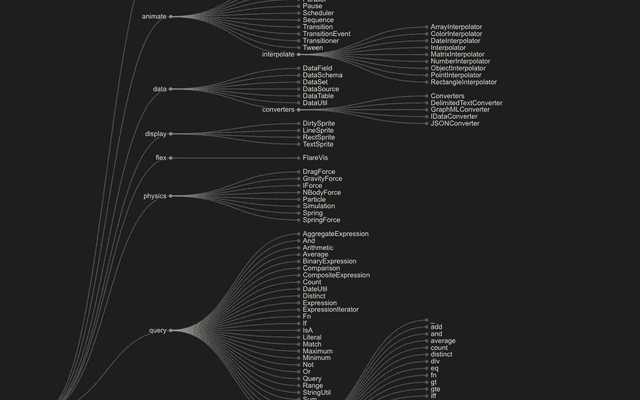 Pause
Scheduler
Sequence
Transition
TransitionEvent
Transitioner
Tween
animate
interpolate
ArrayInterpolator
ColorInterpolator
DateInterpolator
Interpolator
MatrixInterpolator
NumberInterpolator
ObjectInterpolator
PointInterpolator
RectangleInterpolator
data
DataField
DataSchema
DataSet
DataSource
DataTable
DataUtil
converters
Converters
DelimitedTextConverter
GraphMLConverter
IDataConverter
JSONConverter
display
DirtySprite
LineSprite
RectSprite
TextSprite
flex
FlareVis
physics
DragForce
GravityForce
IForce
NBodyForce
Particle
Simulation
Spring
SpringForce
query
AggregateExpression
And
Arithmetic
Average
BinaryExpression
Comparison
CompositeExpression
Count
DateUtil
Distinct
Expression
ExpressionIterator
Fn
If
IsA
Literal
Match
Maximum
Minimum
Not
Or
Query
Range
StringUtil
Sum
_
add
and
average
count
distinct
div
eq
fn
gt
gte
iff